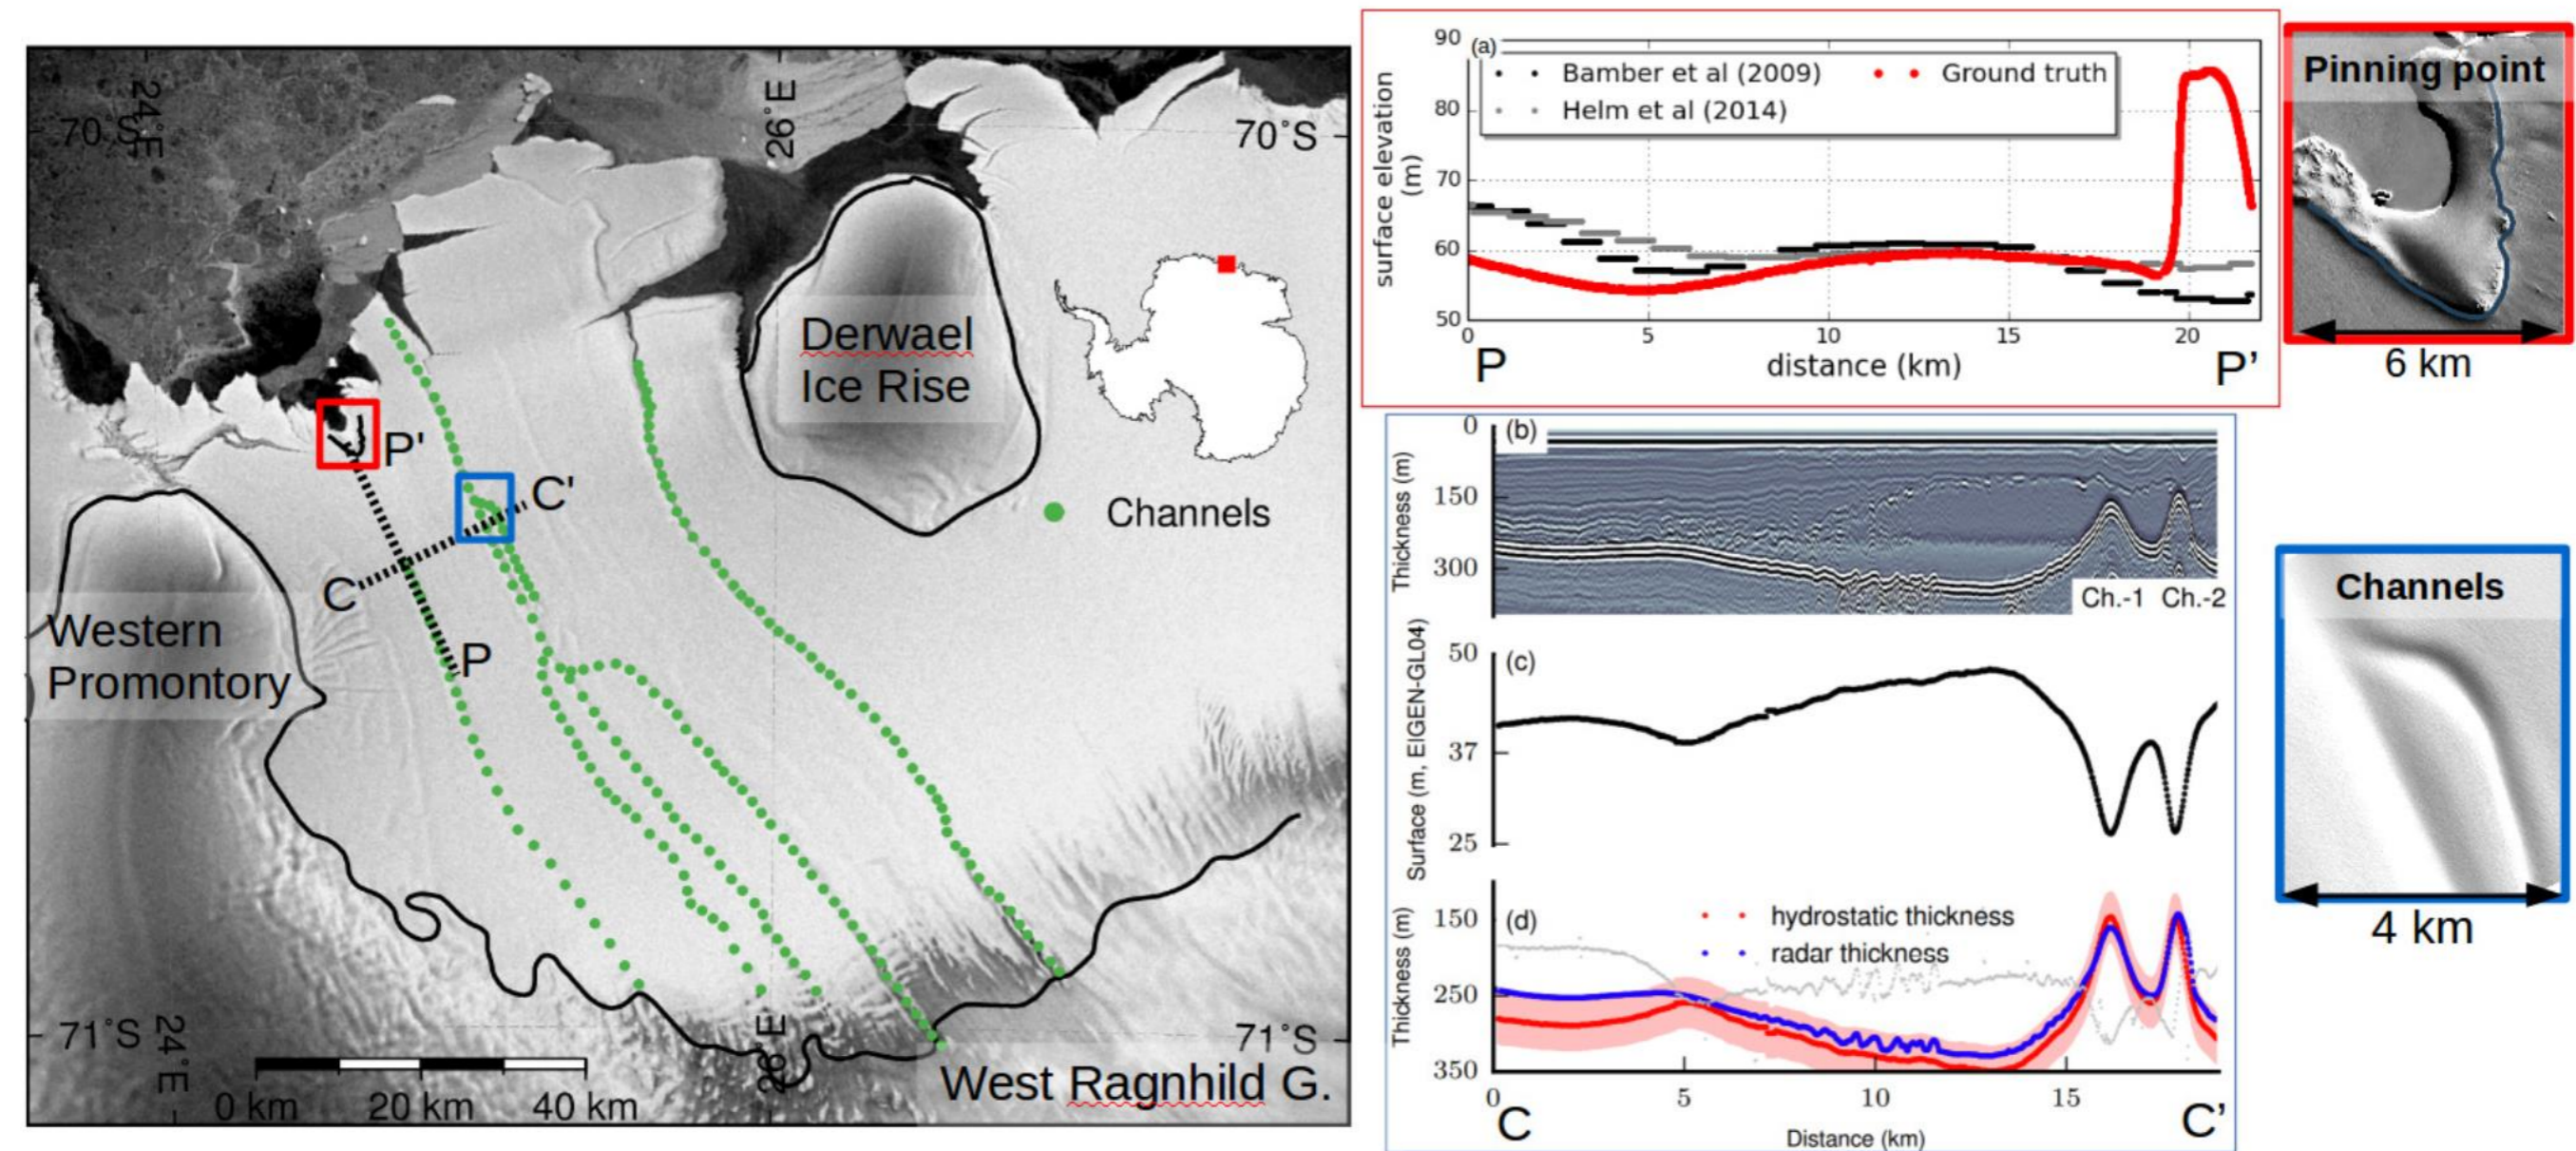 24°E
26°E
70°S
70°S
Derwael
Ice Rise
P'
C'
Channels
C
Western
Promontory
P
71°S
24°E
26°E
71°S
West Ragnhild G.
0 km
20 km
40 km
(a)
Bamber et al (2009)
Ground truth
Helm et al (2014)
surface elevation
(m)
90
80
70
60
50
0
5
10
15
20
P
distance (km)
P'
Pinning point
6 km
(b)
Thickness (m)
0
150
300
Ch.-1
Ch.-2
(c)
Surface (m, EIGEN-GL04)
50
37
25
(d)
hydrostatic thickness
radar thickness
Thickness (m)
150
250
350
0
5
10
15
C
Distance (km)
C'
Channels
4 km